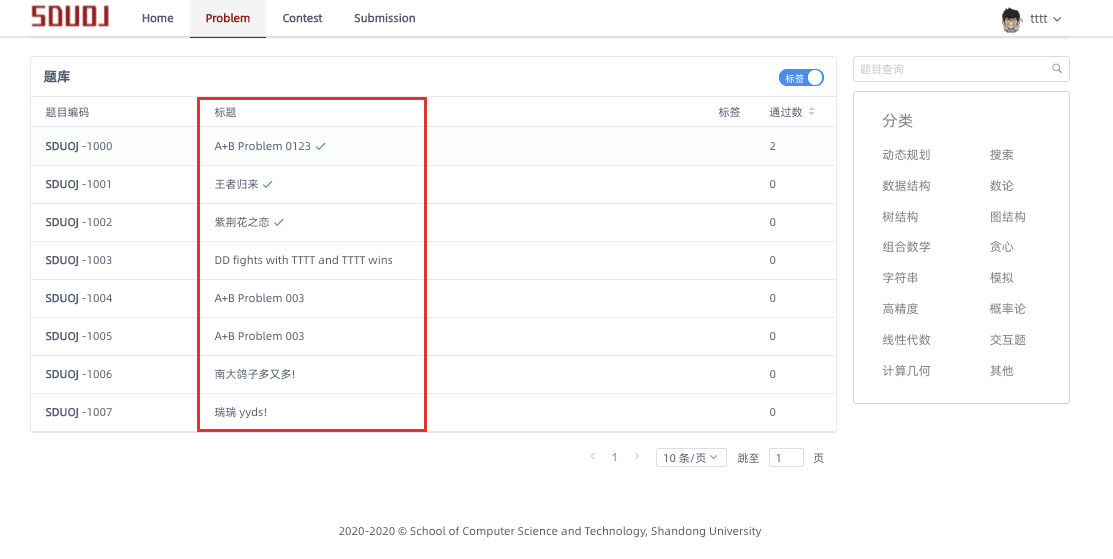 SDUOJ Home Problem Contest Submission tttt
题库 标签 题目查询
题目编码 标题 标签 通过数
SDUOJ -1000 A+B Problem 0123 2
SDUOJ -1001 王者归来 0
SDUOJ -1002 紫荆花之恋 0
SDUOJ -1003 DD fights with TTTT and TTTT wins 0
SDUOJ -1004 A+B Problem 003 0
SDUOJ -1005 A+B Problem 003 0
SDUOJ -1006 南大鸽子多又多! 0
SDUOJ -1007 瑞瑞 yyds! 0
分类
动态规划 搜索
数据结构 数论
树结构 图结构
组合数学 贪心
字符串 模拟
高精度 概率论
线性代数 交互题
计算几何 其他
1 10 条/页 跳至 1 页
2020-2020 © School of Computer Science and Technology, Shandong University